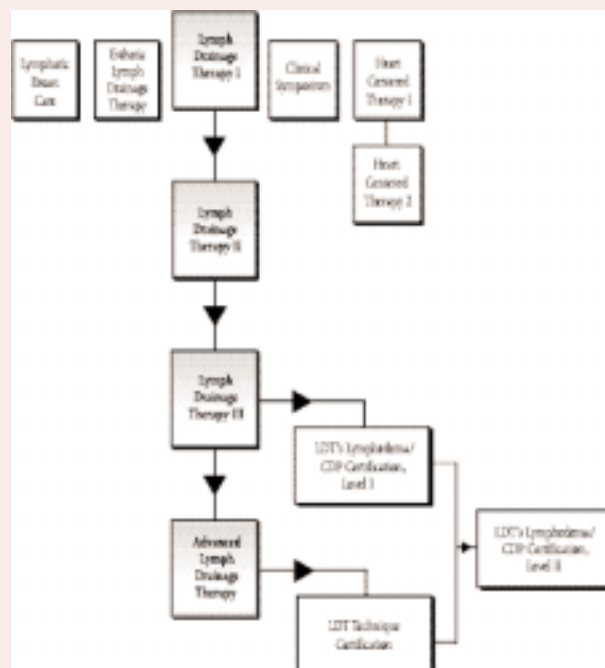 Lymphatic
Breast
Care
Esthetic
Lymph
Drainage
Therapy
Lymph
Drainage
Therapy I
Clinical
Symposium
Heart
Centered
Therapy 1
Heart
Centered
Therapy 2
Lymph
Drainage
Therapy II
Lymph
Drainage
Therapy III
LDT's Lymphedema/
CDP Certification,
Level I
Advanced
Lymph
Drainage
Therapy
LDT's Lymphedema/
CDP Certification,
Level II
LDT Technique
Certification